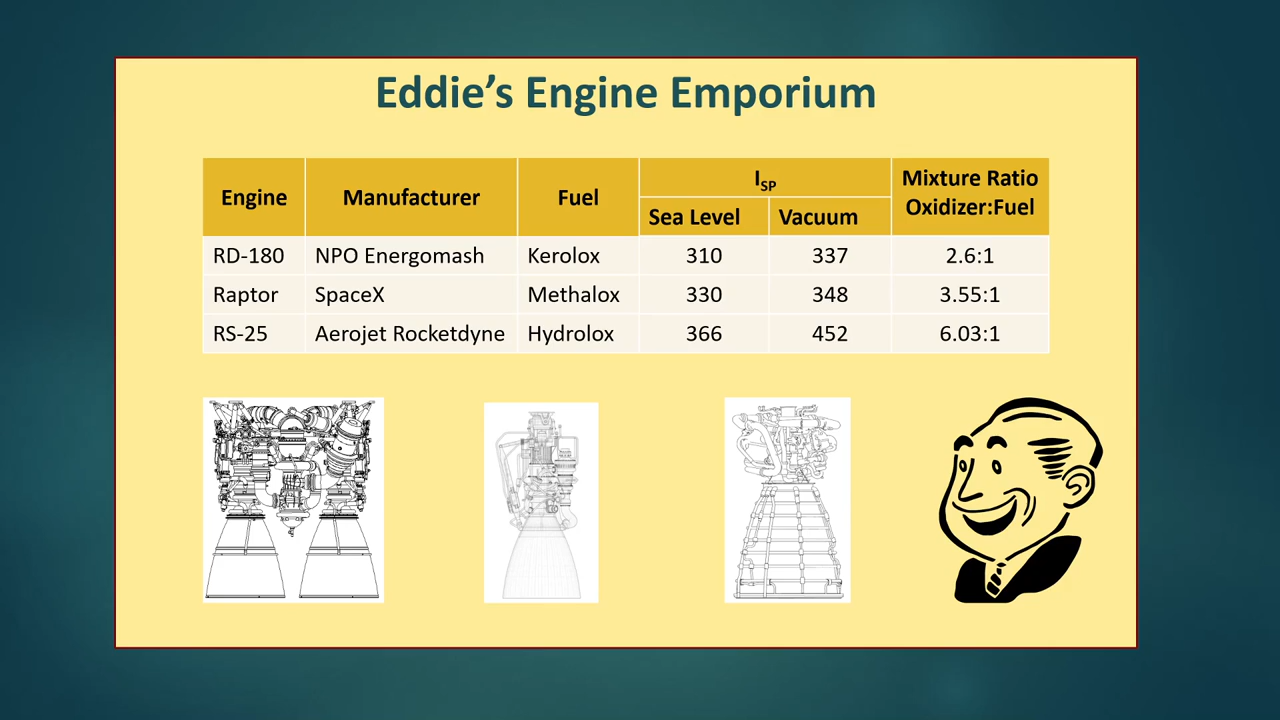 Eddie’s Engine Emporium
Engine Manufacturer Fuel I_SP Mixture Ratio Oxidizer:Fuel
Sea Level Vacuum
RD-180 NPO Energomash Kerolox 310 337 2.6:1
Raptor SpaceX Methalox 330 348 3.55:1
RS-25 Aerojet Rocketdyne Hydrolox 366 452 6.03:1